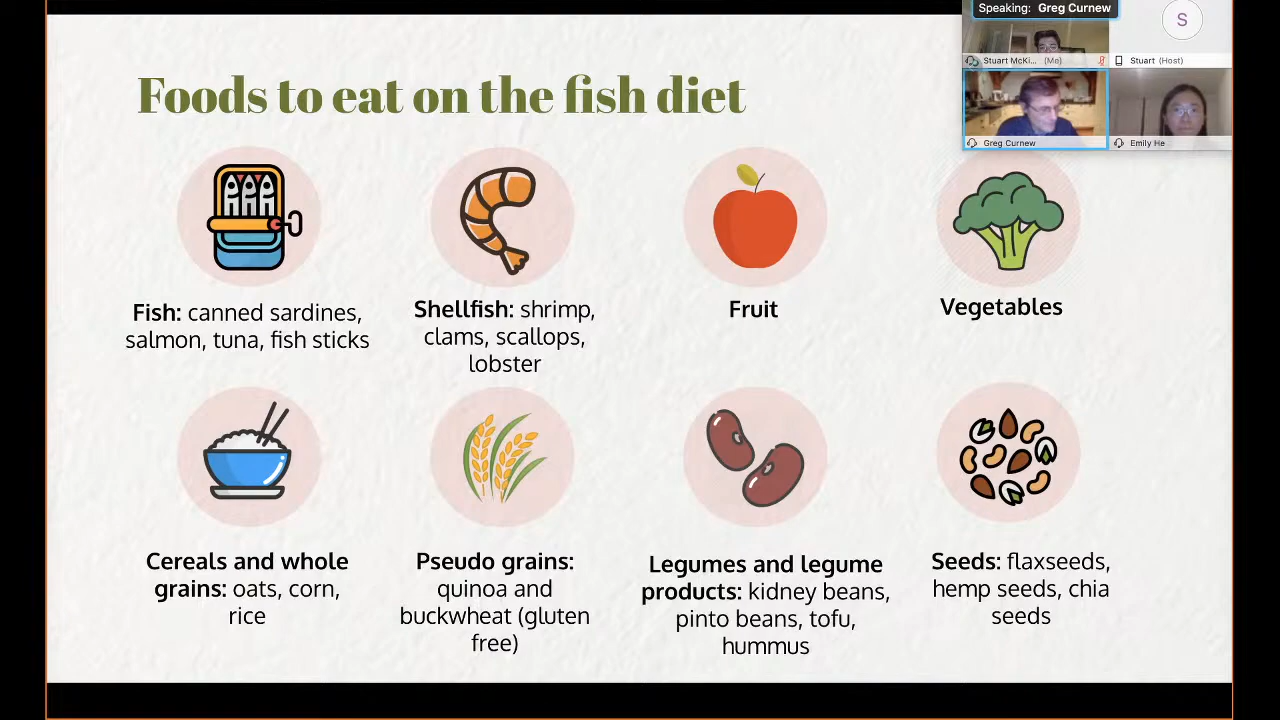 Speaking: Greg Curnew
S
Stuart McKi... (Me)
Stuart (Host)
Greg Curnew
Emily He
Foods to eat on the fish diet
Fish: canned sardines,
salmon, tuna, fish sticks
Shellfish: shrimp,
clams, scallops,
lobster
Fruit
Vegetables
Cereals and whole
grains: oats, corn,
rice
Pseudo grains:
quinoa and
buckwheat (gluten
free)
Legumes and legume
products: kidney beans,
pinto beans, tofu,
hummus
Seeds: flaxseeds,
hemp seeds, chia
seeds